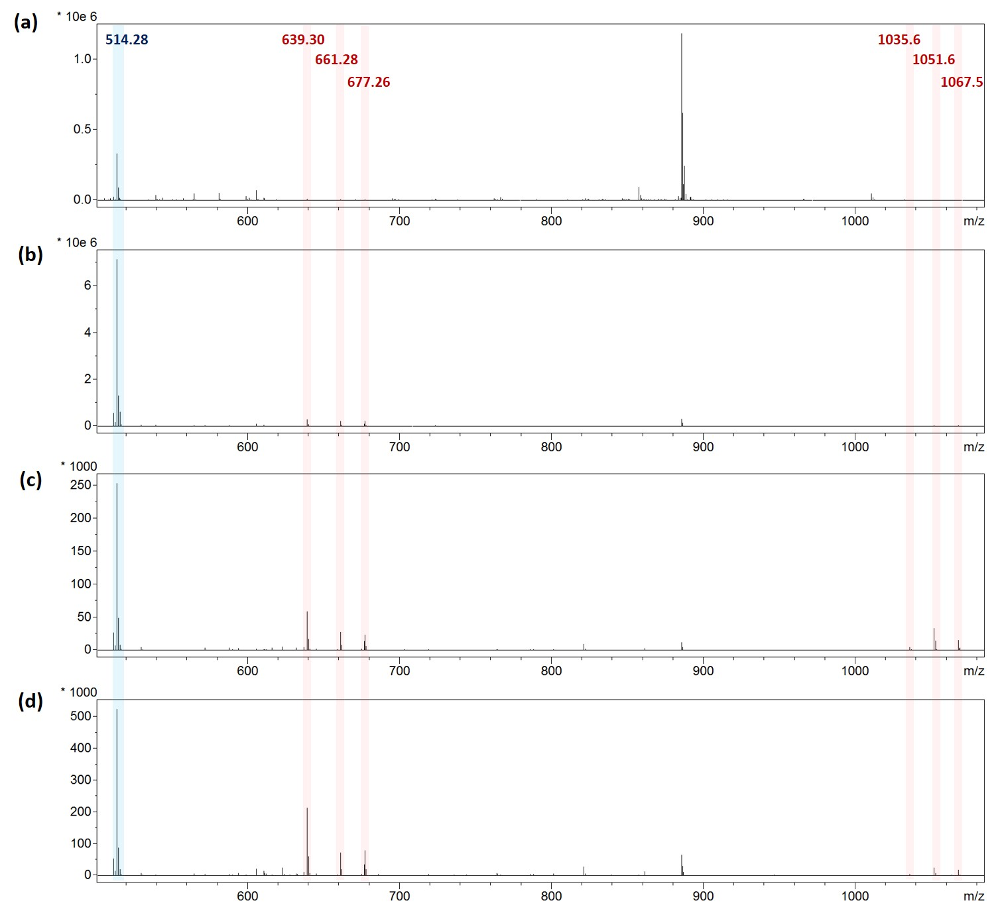 (a)
* 10e 6
514.28
639.30
1035.6
661.28
1051.6
677.26
1067.5
1.0
0.5
0.0
600 700 800 900 1000 m/z
(b)
* 10e 6
6
4
2
0
600 700 800 900 1000 m/z
(c)
* 1000
250
200
150
100
50
0
600 700 800 900 1000 m/z
(d)
* 1000
500
400
300
200
100
0
600 700 800 900 1000 m/z